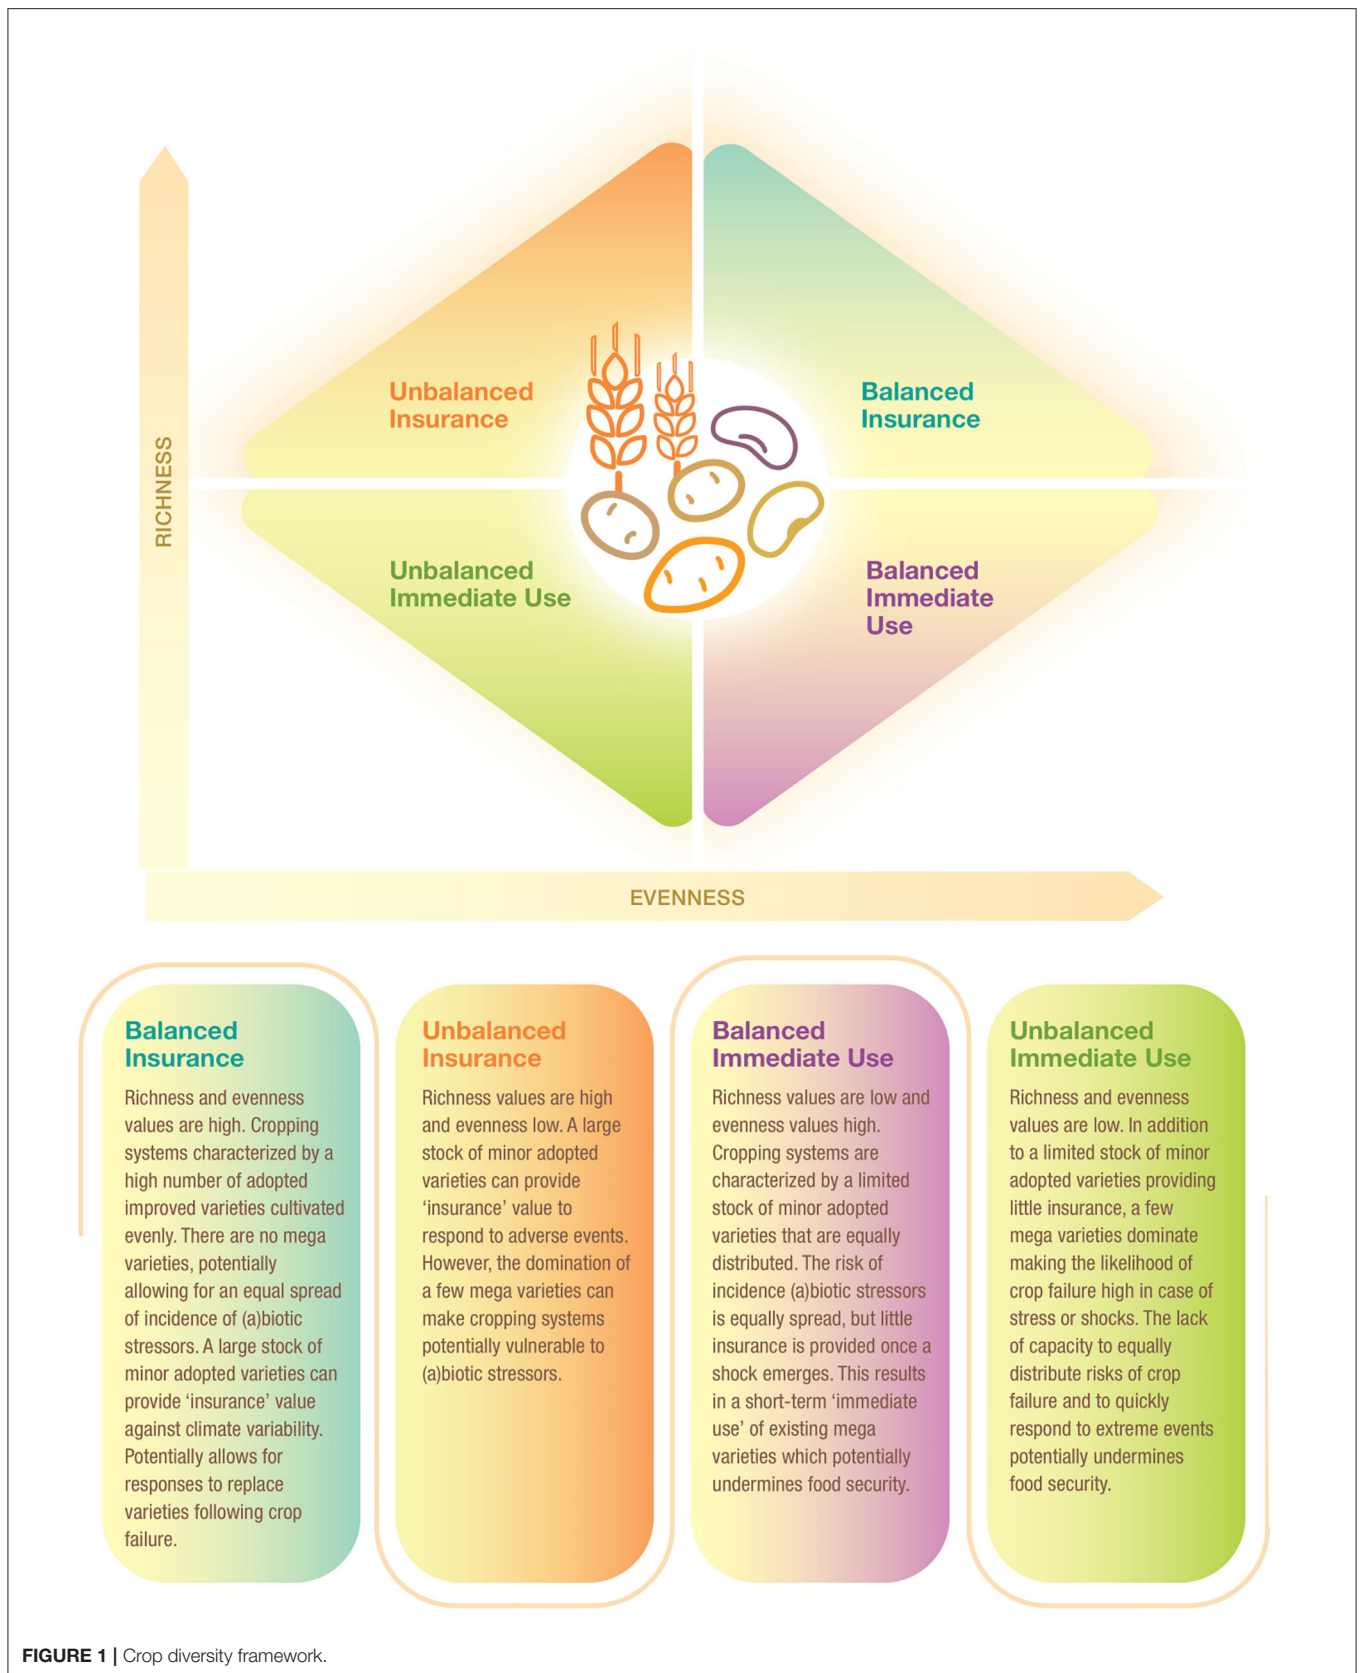 RICHNESS
Unbalanced
Insurance
Balanced
Insurance
Unbalanced
Immediate Use
Balanced
Immediate
Use
EVENNESS
Balanced
Insurance
Richness and evenness
values are high. Cropping
systems characterized by a
high number of adopted
improved varieties cultivated
evenly. There are no mega
varieties, potentially
allowing for an equal spread
of incidence of (a)biotic
stressors. A large stock of
minor adopted varieties can
provide ‘insurance’ value
against climate variability.
Potentially allows for
responses to replace
varieties following crop
failure.
Unbalanced
Insurance
Richness values are high
and evenness low. A large
stock of minor adopted
varieties can provide
‘insurance’ value to
respond to adverse events.
However, the domination of
a few mega varieties can
make cropping systems
potentially vulnerable to
(a)biotic stressors.
Balanced
Immediate Use
Richness values are low and
evenness values high.
Cropping systems are
characterized by a limited
stock of minor adopted
varieties that are equally
distributed. The risk of
incidence (a)biotic stressors
is equally spread, but little
insurance is provided once a
shock emerges. This results
in a short-term ‘immediate
use’ of existing mega
varieties which potentially
undermines food security.
Unbalanced
Immediate Use
Richness and evenness
values are low. In addition
to a limited stock of minor
adopted varieties providing
little insurance, a few
mega varieties dominate
making the likelihood of
crop failure high in case of
stress or shocks. The lack
of capacity to equally
distribute risks of crop
failure and to quickly
respond to extreme events
potentially undermines
food security.
FIGURE 1 | Crop diversity framework.